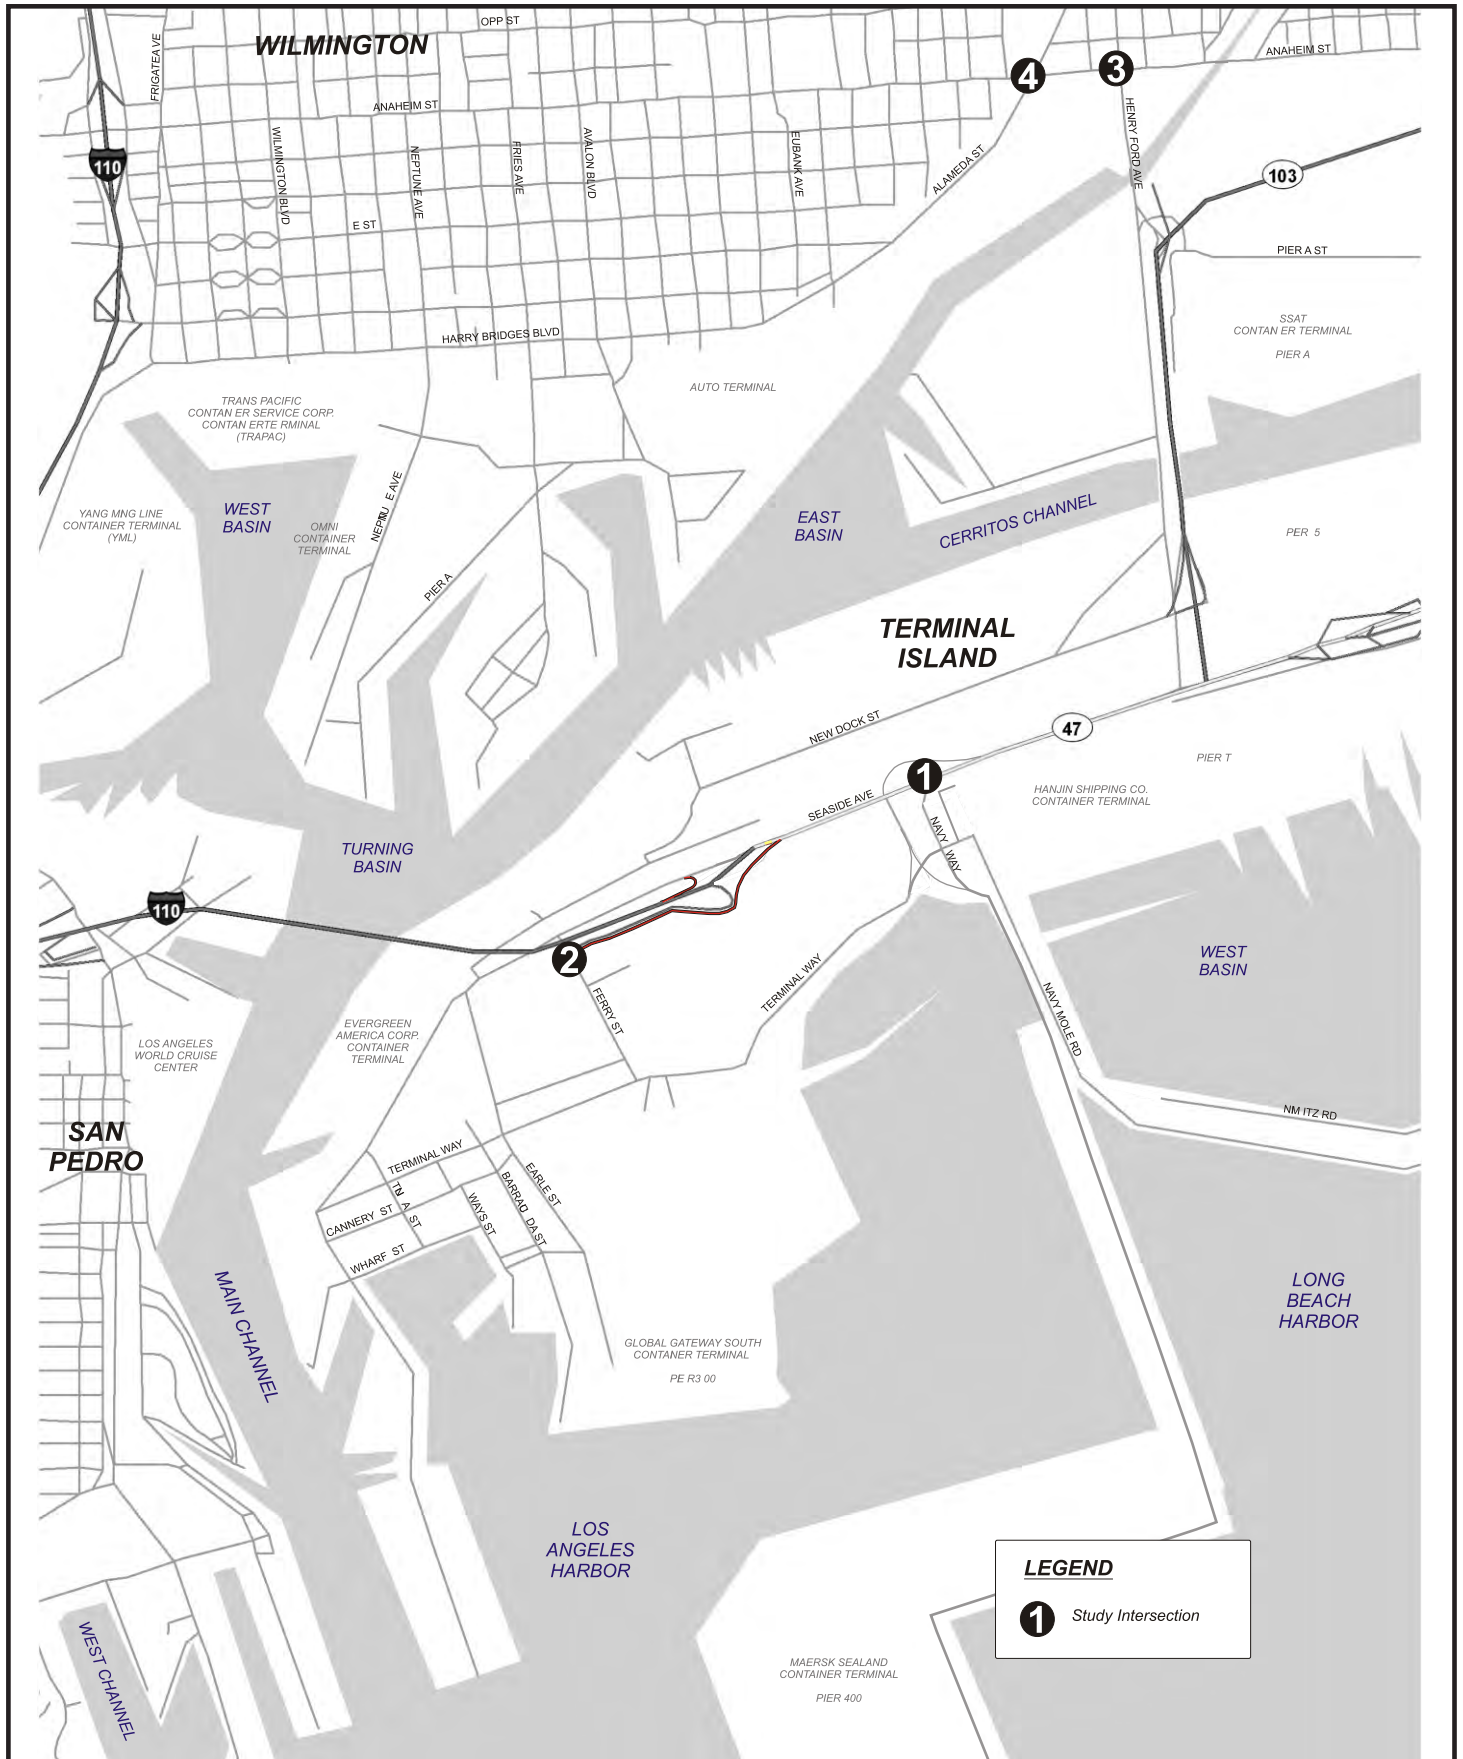 OPP ST
WILMINGTON
FRIGATEA VE
ANAHEIM ST
4
3
ANAHEIM ST
110
WILMINGTON BLVD
NEPTUNE AVE
FRIES AVE
AVALON BLVD
EUBANK AVE
ALAMEDA ST
HENRY FORD AVE
103
E ST
PIER A ST
HARRY BRIDGES BLVD
SSAT
CONTAN ER TERMINAL
PIER A
AUTO TERMINAL
TRANS PACIFIC
CONTAN ER SERVICE CORP.
CONTAN ERTE RMINAL
(TRAPAC)
YANG MNG LINE
CONTAINER TERMINAL
(YML)
WEST
BASIN
OMNI
CONTAINER
TERMINAL
E AVE
PIER A
EAST
BASIN
CERRITOS CHANNEL
PER 5
TERMINAL
ISLAND
NEW DOCK ST
47
PIER T
1
HANJIN SHIPPING CO.
CONTAINER TERMINAL
SEASIDE AVE
NAVY WAY
TURNING
BASIN
110
2
WEST
BASIN
FERRY ST
TERMINAL WAY
NAVY MOLE RD
EVERGREEN
AMERICA CORP.
CONTAINER
TERMINAL
LOS ANGELES
WORLD CRUISE
CENTER
NM ITZ RD
SAN
PEDRO
TERMINAL WAY
EARLE ST
A ST
WAYS ST
DA ST
CANNERY ST
WHARF ST
MAIN CHANNEL
LONG
BEACH
HARBOR
GLOBAL GATEWAY SOUTH
CONTANER TERMINAL
PE R3 00
LOS
ANGELES
HARBOR
LEGEND
1 Study Intersection
WEST CHANNEL
MAERSK SEALAND
CONTAINER TERMINAL
PIER 400